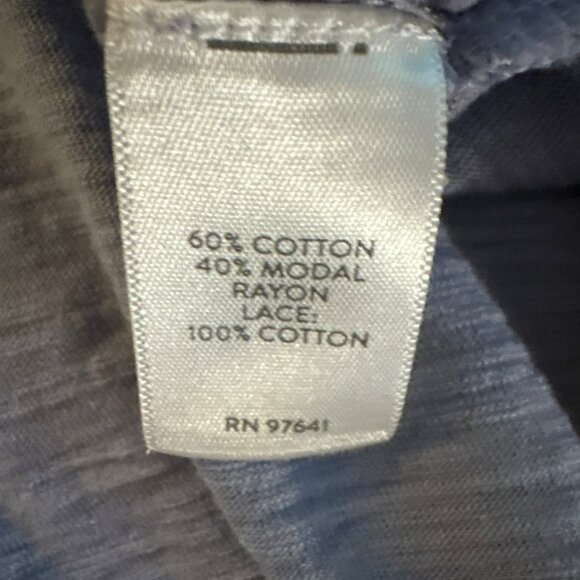 60% COTTON
40% MODAL
RAYON
LACE:
100% COTTON
RN 97641